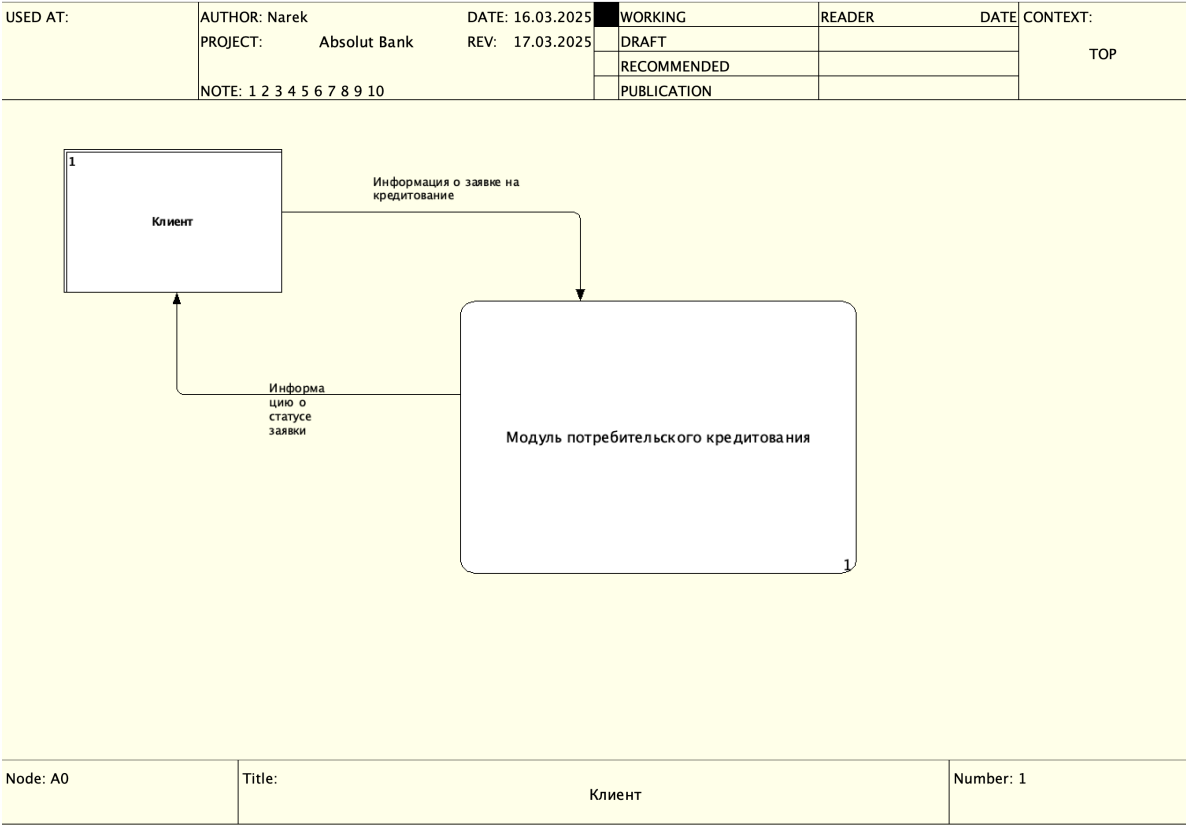 USED AT:
AUTHOR: Narek
DATE: 16.03.2025
WORKING
READER
DATE
CONTEXT:
PROJECT:
Absolut Bank
REV: 17.03.2025
DRAFT
TOP
RECOMMENDED
NOTE: 1 2 3 4 5 6 7 8 9 10
PUBLICATION
1
Клиент
Информация о заявке на
кредитование
Информа
цию о
статусе
заявки
Модуль потребительского кредитования
1
Node: A0
Title:
Клиент
Number: 1